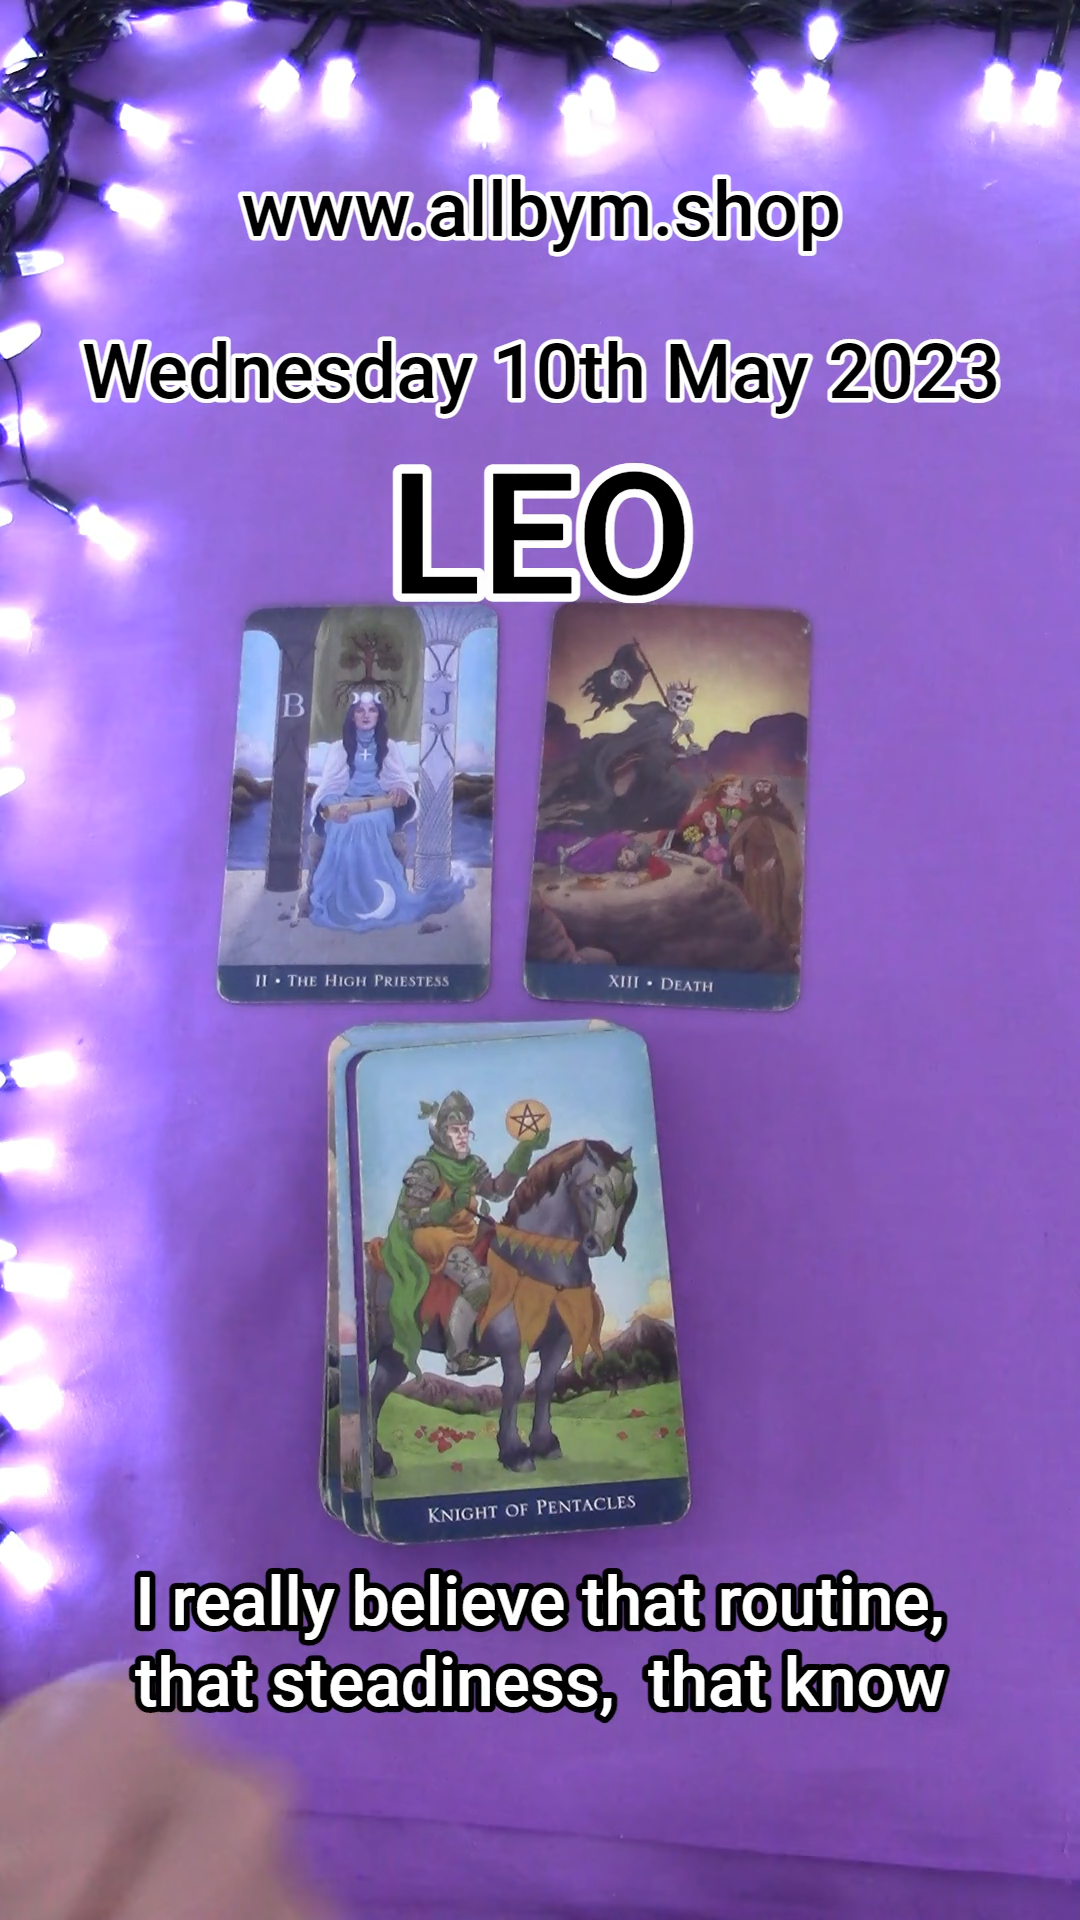 www.allbym.shop
Wednesday 10th May 2023
LEO
B
J
II • THE HIGH PRIESTESS
XIII • DEATH
KNIGHT OF PENTACLES
I really believe that routine,
that steadiness, that know